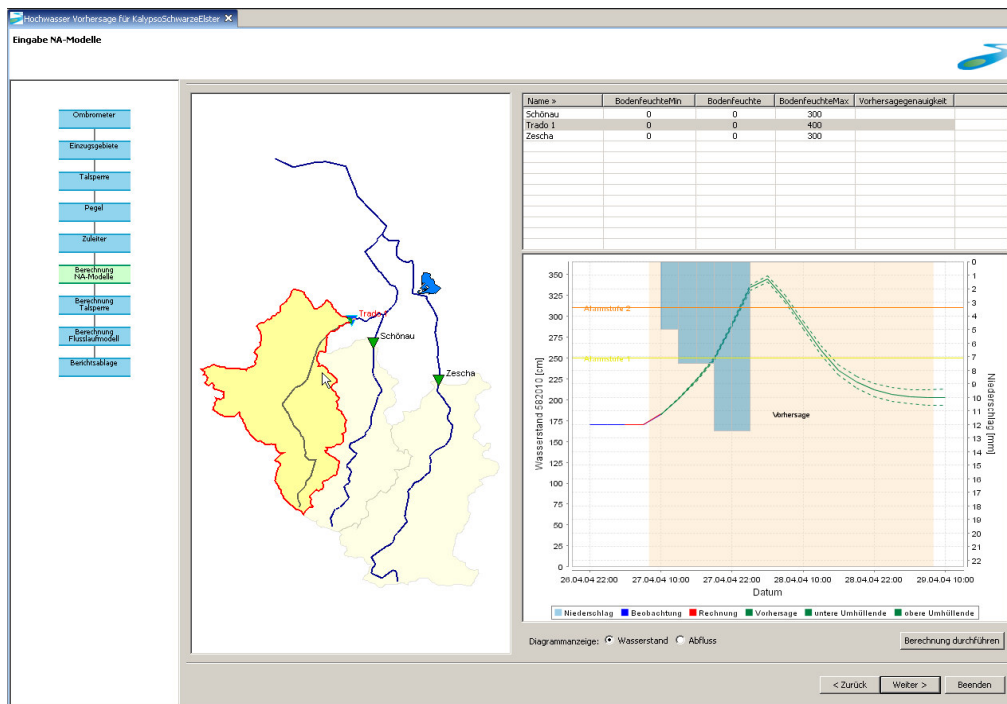 Hochwasser Vorhersage für KalypsoSchwarzeElster
Eingabe NA-Modelle
Ombrometer
Einzugsgebiete
Talsperre
Pegel
Zuleiter
Berechnung
NA-Modelle
Berechnung
Talsperre
Berechnung
Flusslaufmodell
Berichtsablage
Trado
Schönau
Zescha
Name » BodenfeuchteMin Bodenfeuchte BodenfeuchteMax Vorhersagegenauigkeit
Schönau 0 0 300
Trado 1 0 0 400
Zescha 0 0 300
Wasserstand 582010 [cm]
350
325
300
275
250
225
200
175
150
125
100
75
50
25
0
Alarmstufe 2
Alarmstufe 1
Vorhersage
0
1
2
3
4
5
6
7
8
9
10
11
12
13
14
15
16
17
18
19
20
21
22
Niederschlag [mm]
26.04.04 22:00 27.04.04 10:00 27.04.04 22:00 28.04.04 10:00 28.04.04 22:00 29.04.04 10:00
Datum
Niederschlag Beobachtung Rechnung Vorhersage untere Umhüllende obere Umhüllende
Diagrammanzeige: Wasserstand Abfluss Berechnung durchführen
< Zurück Weiter > Beenden